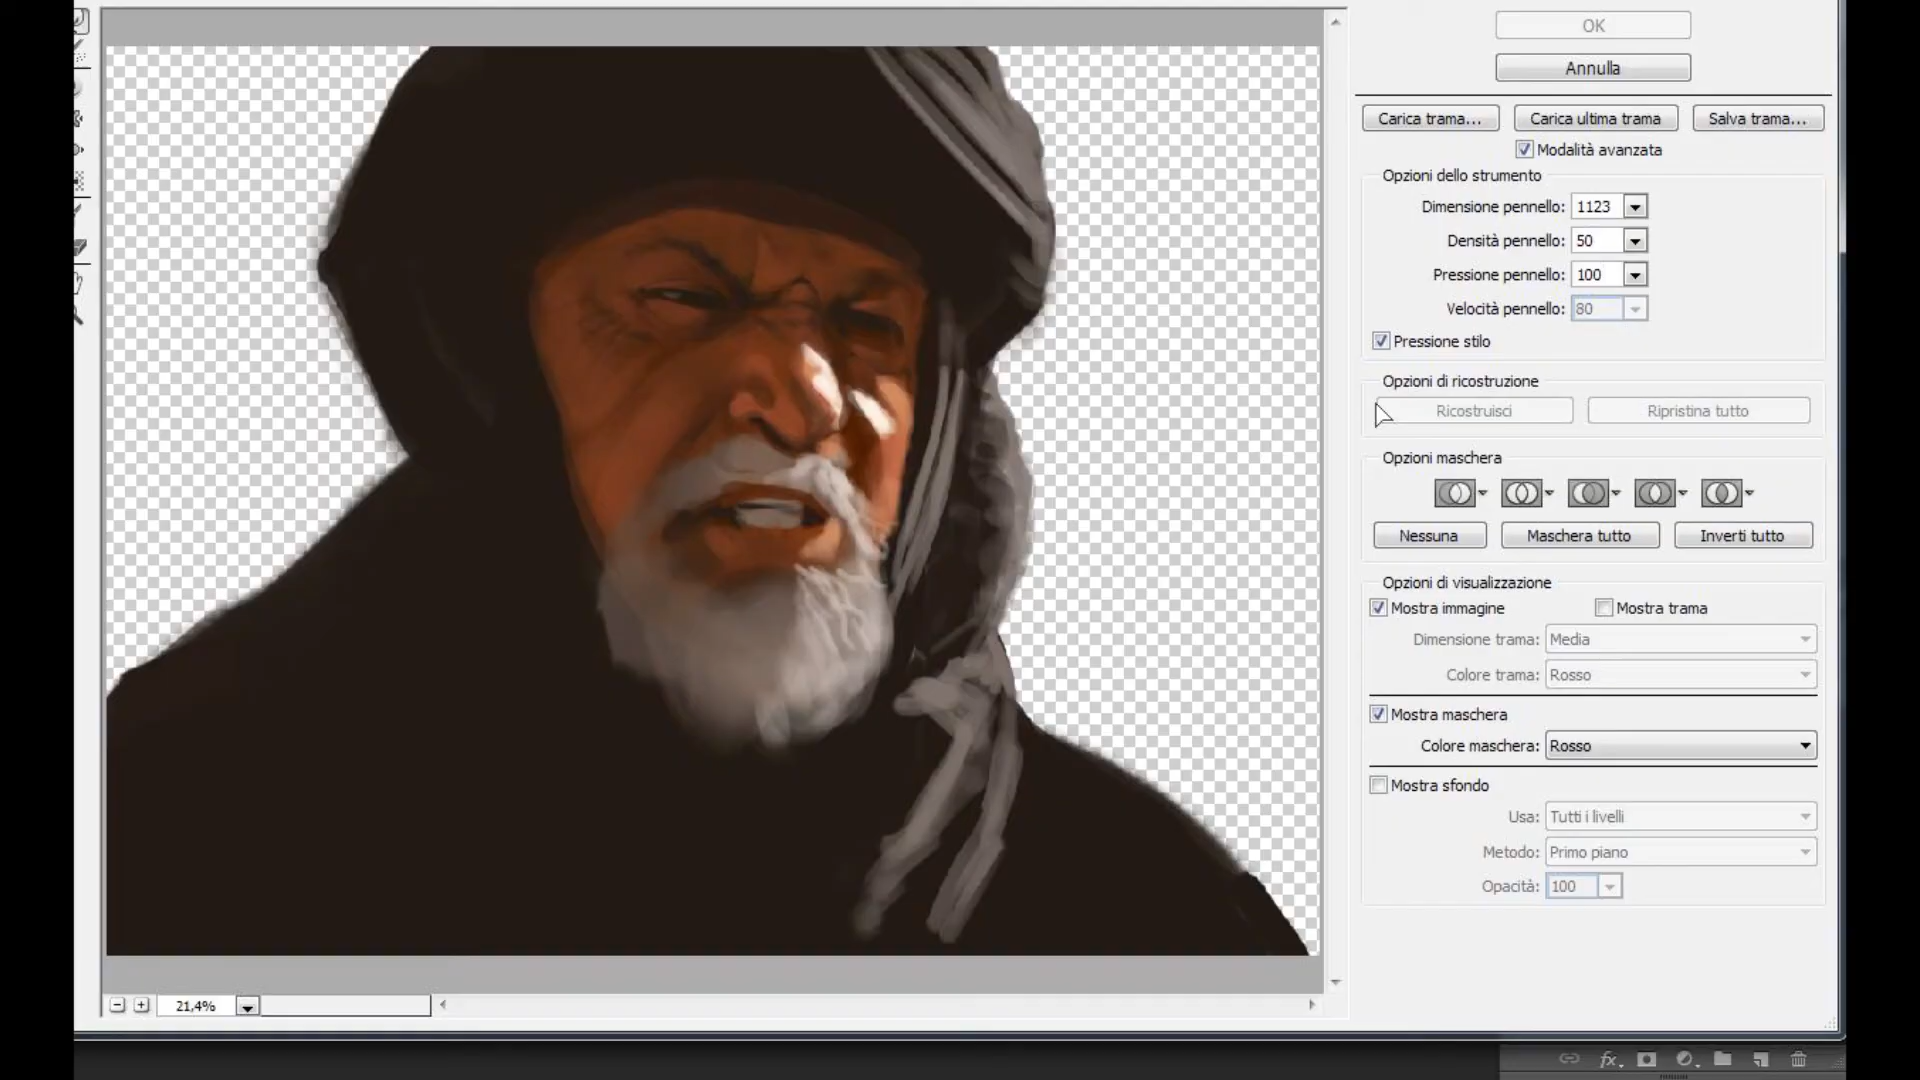 OK
Annulla
Carica trama...
Carica ultima trama
Salva trama...
Modalità avanzata
Opzioni dello strumento
Dimensione pennello: 1123
Densità pennello: 50
Pressione pennello: 100
Velocità pennello: 80
Pressione stilo
Opzioni di ricostruzione
Ricostruisci
Ripristina tutto
Opzioni maschera
Nessuna
Maschera tutto
Inverti tutto
Opzioni di visualizzazione
Mostra immagine
Mostra trama
Dimensione trama: Media
Colore trama: Rosso
Mostra maschera
Colore maschera: Rosso
Mostra sfondo
Usa: Tutti i livelli
Metodo: Primo piano
Opacità: 100
21,4%
fx